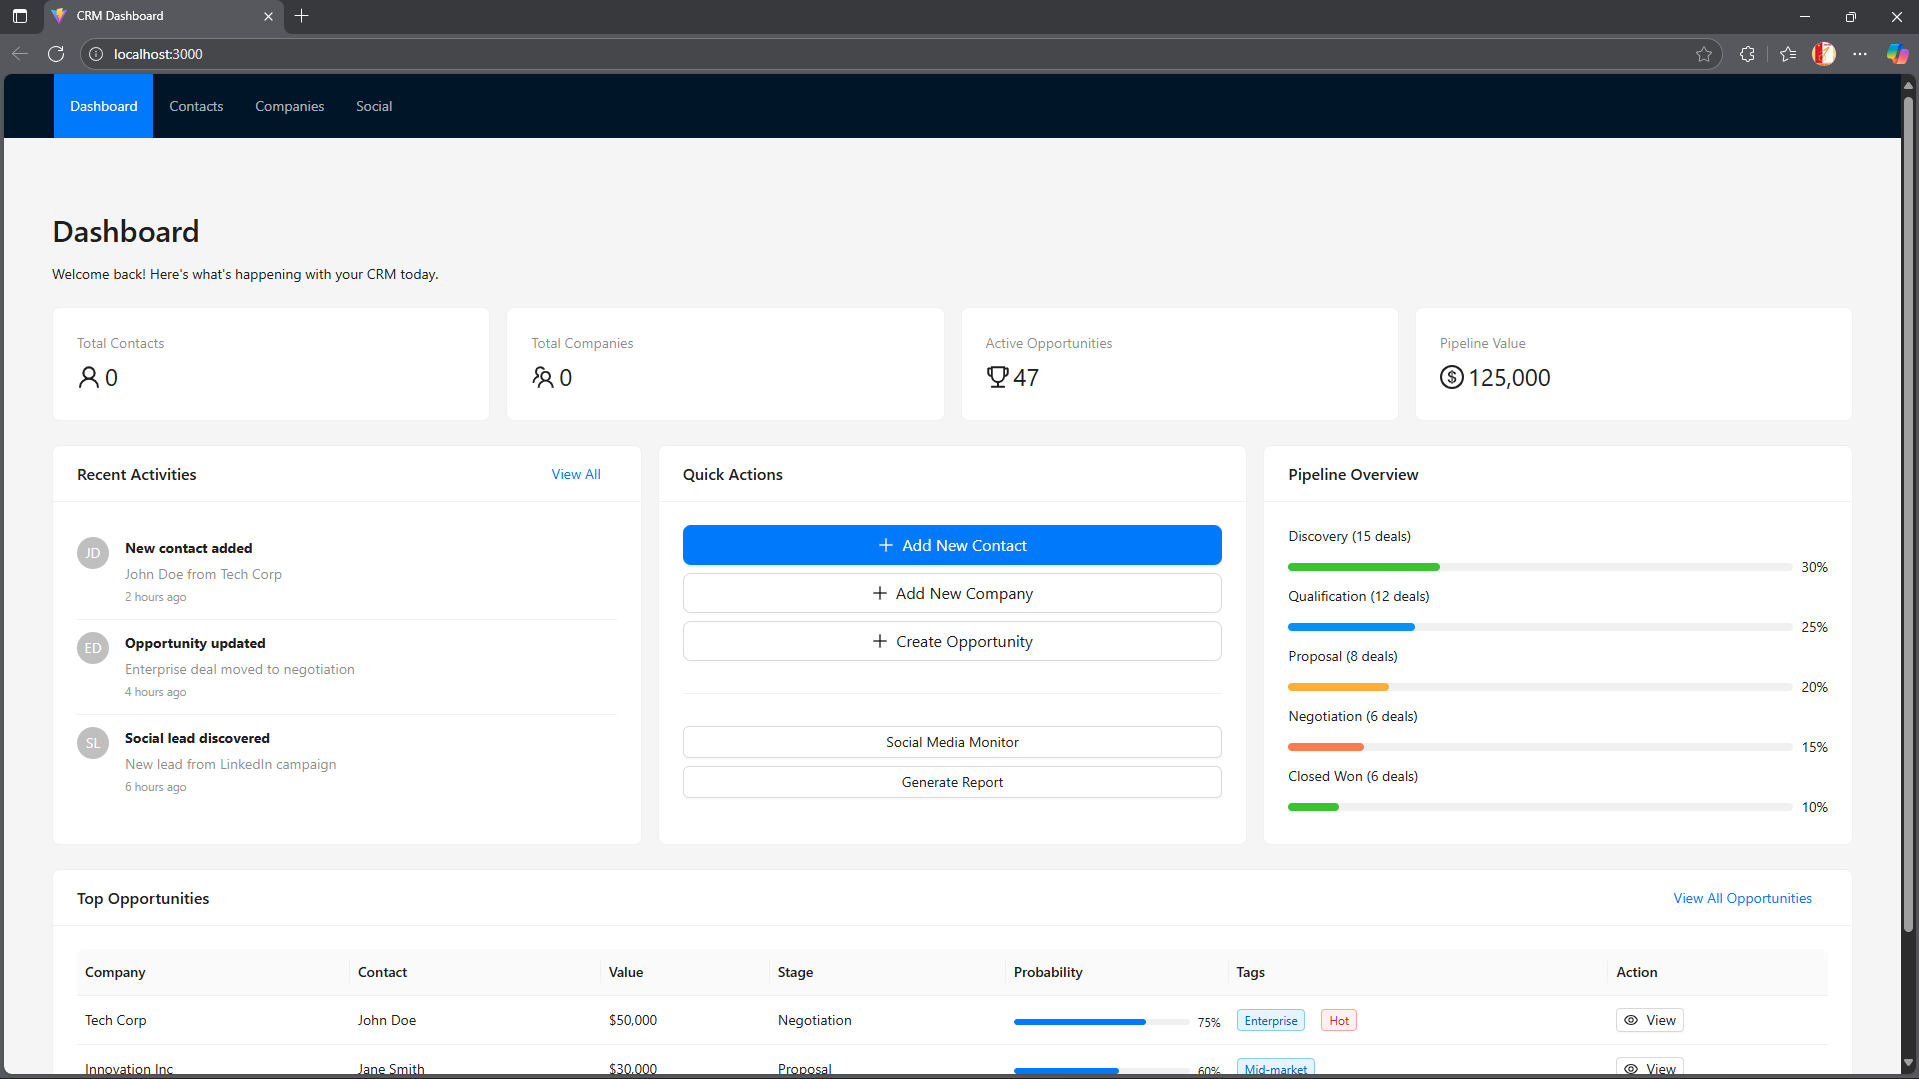 CRM Dashboard
localhost:3000
Dashboard Contacts Companies Social
Dashboard
Welcome back! Here's what's happening with your CRM today.
Total Contacts
0
Total Companies
0
Active Opportunities
47
Pipeline Value
$ 125,000
Recent Activities View All
JD New contact added
John Doe from Tech Corp
2 hours ago
ED Opportunity updated
Enterprise deal moved to negotiation
4 hours ago
SL Social lead discovered
New lead from LinkedIn campaign
6 hours ago
Quick Actions
+ Add New Contact
+ Add New Company
+ Create Opportunity
Social Media Monitor
Generate Report
Pipeline Overview
Discovery (15 deals)
30%
Qualification (12 deals)
25%
Proposal (8 deals)
20%
Negotiation (6 deals)
15%
Closed Won (6 deals)
10%
Top Opportunities View All Opportunities
Company Contact Value Stage Probability Tags Action
Tech Corp John Doe $50,000 Negotiation 75% Enterprise Hot View
Innovation Inc Jane Smith $30,000 Proposal 60% Mid-market View